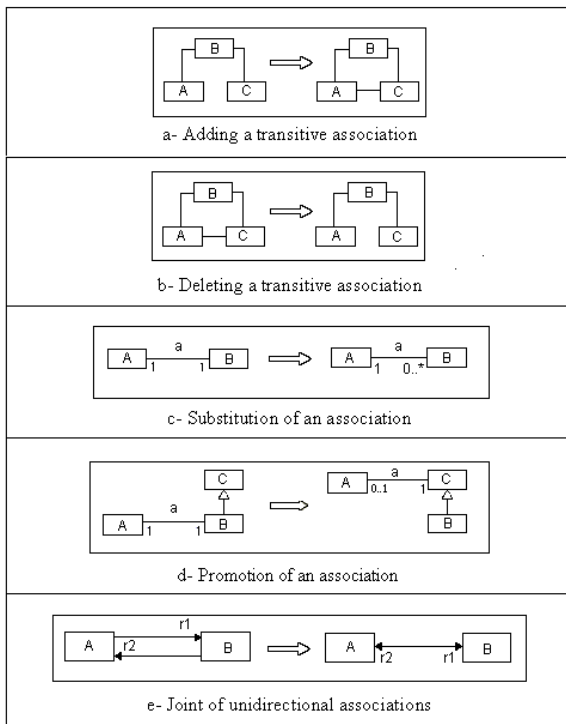 B
B
A
C
A
C
a- Adding a transitive association
B
B
A
C
A
C
b- Deleting a transitive association
A
a
1
1
B
A
a
1
0..*
B
c- Substitution of an association
C
A
a
1
1
B
A
a
0..1
1
C
B
d- Promotion of an association
A
r1
r2
B
A
r2
r1
B
e- Joint of unidirectional associations